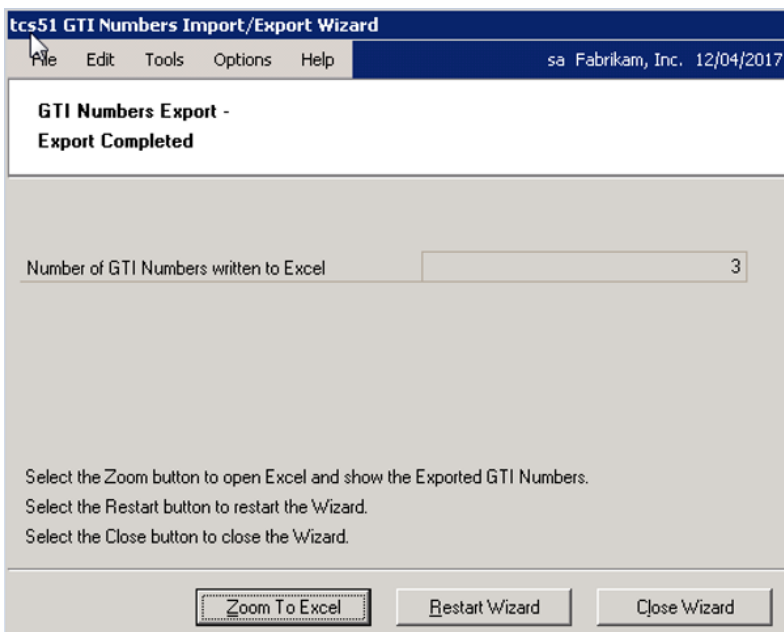 tcs51 GTI Numbers Import/Export Wizard
File Edit Tools Options Help sa Fabrikam, Inc. 12/04/2017
GTI Numbers Export -
Export Completed
Number of GTI Numbers written to Excel 3
Select the Zoom button to open Excel and show the Exported GTI Numbers.
Select the Restart button to restart the Wizard.
Select the Close button to close the Wizard.
Zoom To Excel Restart Wizard Close Wizard